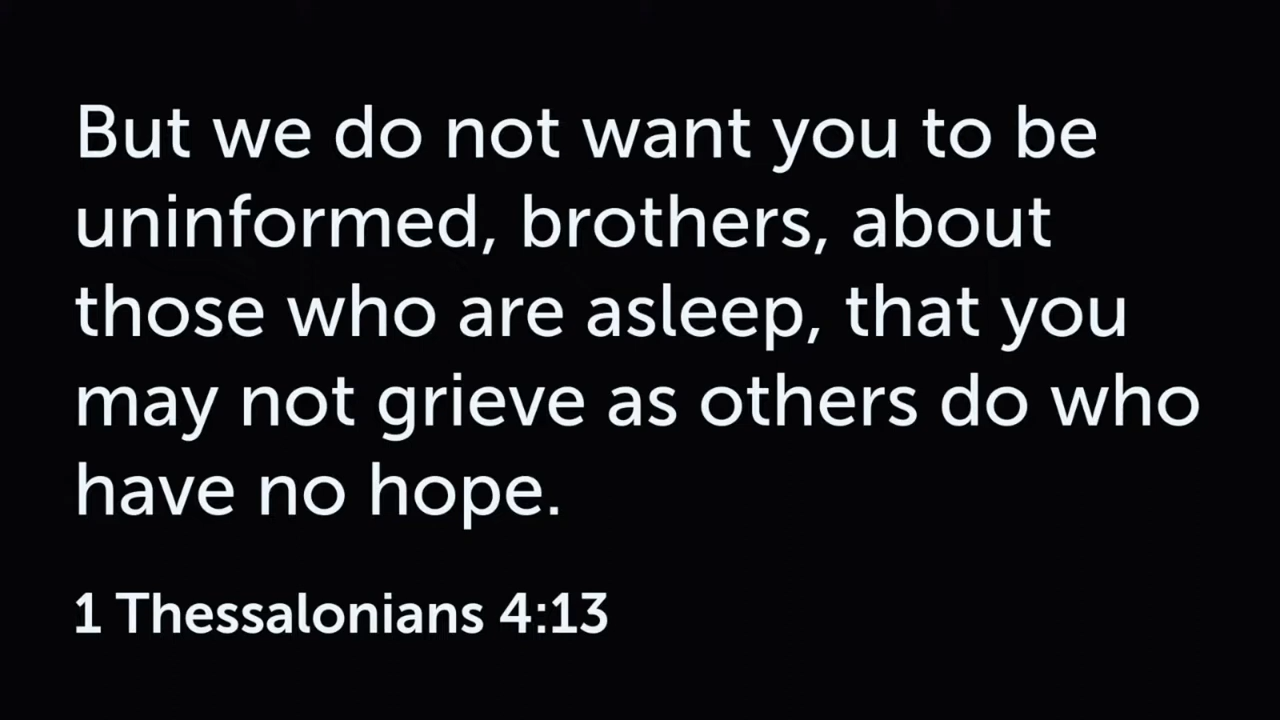 But we do not want you to be
uninformed, brothers, about
those who are asleep, that you
may not grieve as others do who
have no hope.
1 Thessalonians 4:13